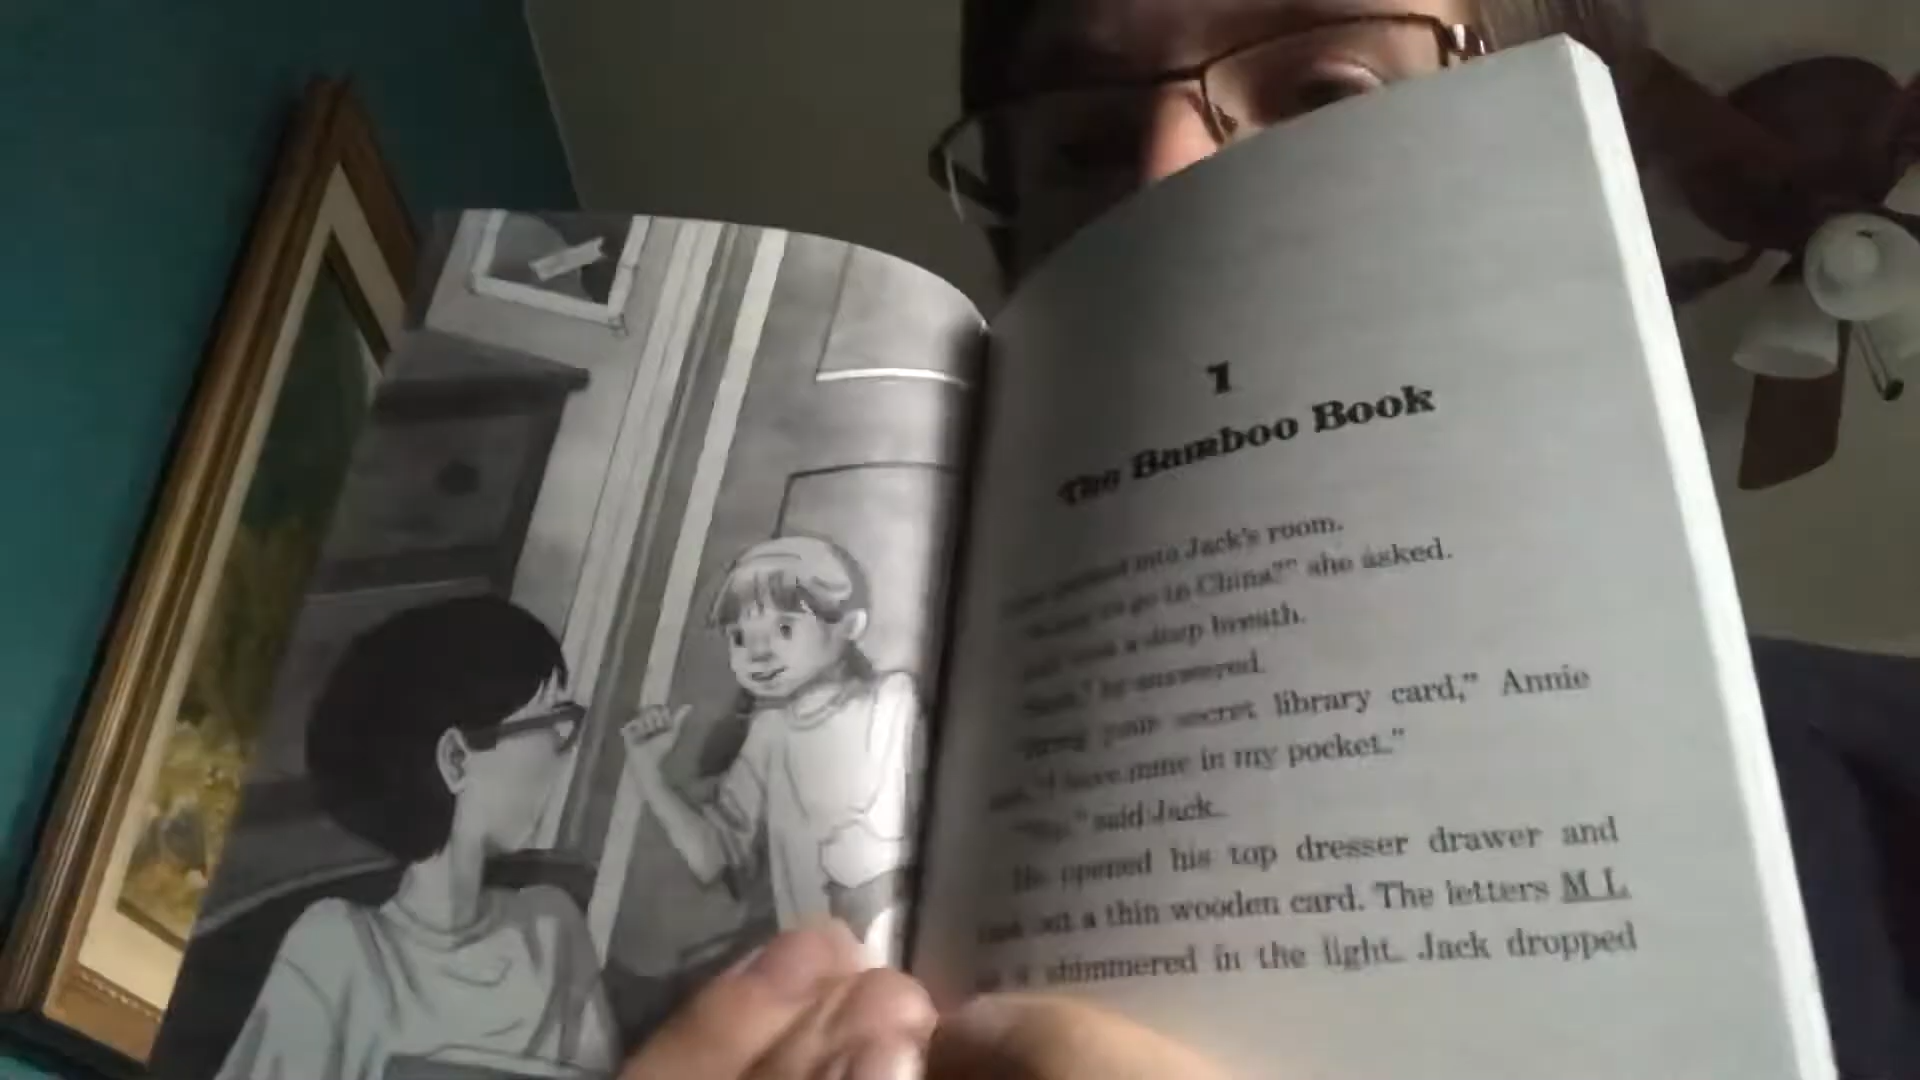 1
The Bamboo Book
into Jack's room.
go to China?" she asked.
a deep breath.
he answered.
your secret library card," Annie
"I have mine in my pocket."
said Jack.
He opened his top dresser drawer and
out a thin wooden card. The letters M L
shimmered in the light. Jack dropped